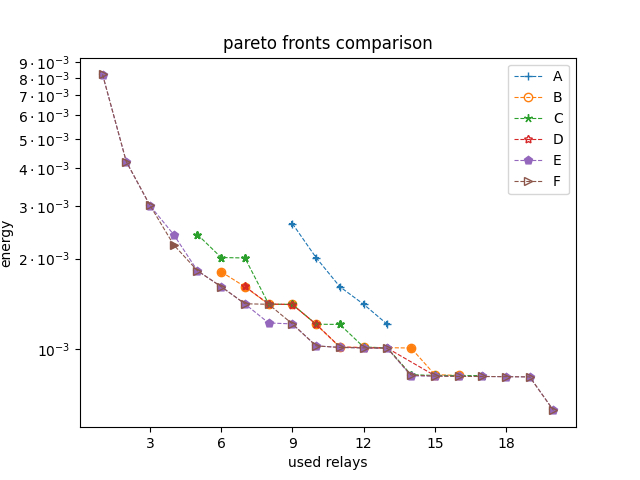 pareto fronts comparison
9·10⁻³
8·10⁻³
7·10⁻³
6·10⁻³
5·10⁻³
4·10⁻³
3·10⁻³
2·10⁻³
10⁻³
energy
A
B
C
D
E
F
3 6 9 12 15 18
used relays